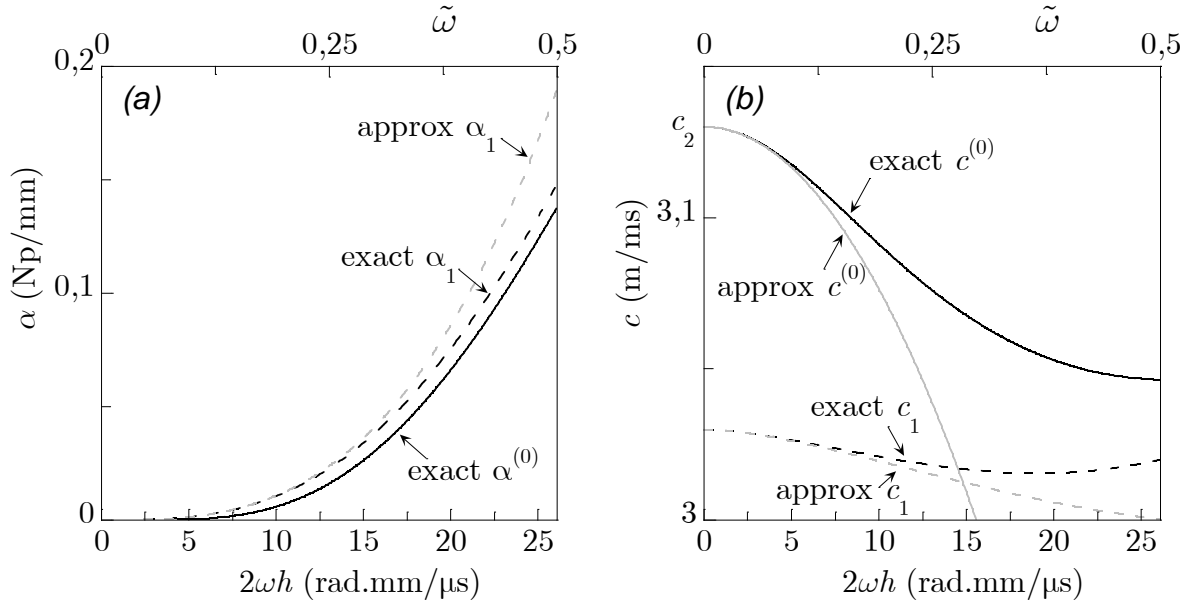 ω̃
0 0,25 0,5
0,2
(a)
approx α₁
exact α₁
0,1
exact α⁽⁰⁾
0
0 5 10 15 20 25
α (Np/mm)
2ωh (rad.mm/μs)
ω̃
0 0,25 0,5
(b)
c₂
exact c⁽⁰⁾
3,1
approx c⁽⁰⁾
exact c₁
approx c₁
3
0 5 10 15 20 25
c (m/ms)
2ωh (rad.mm/μs)